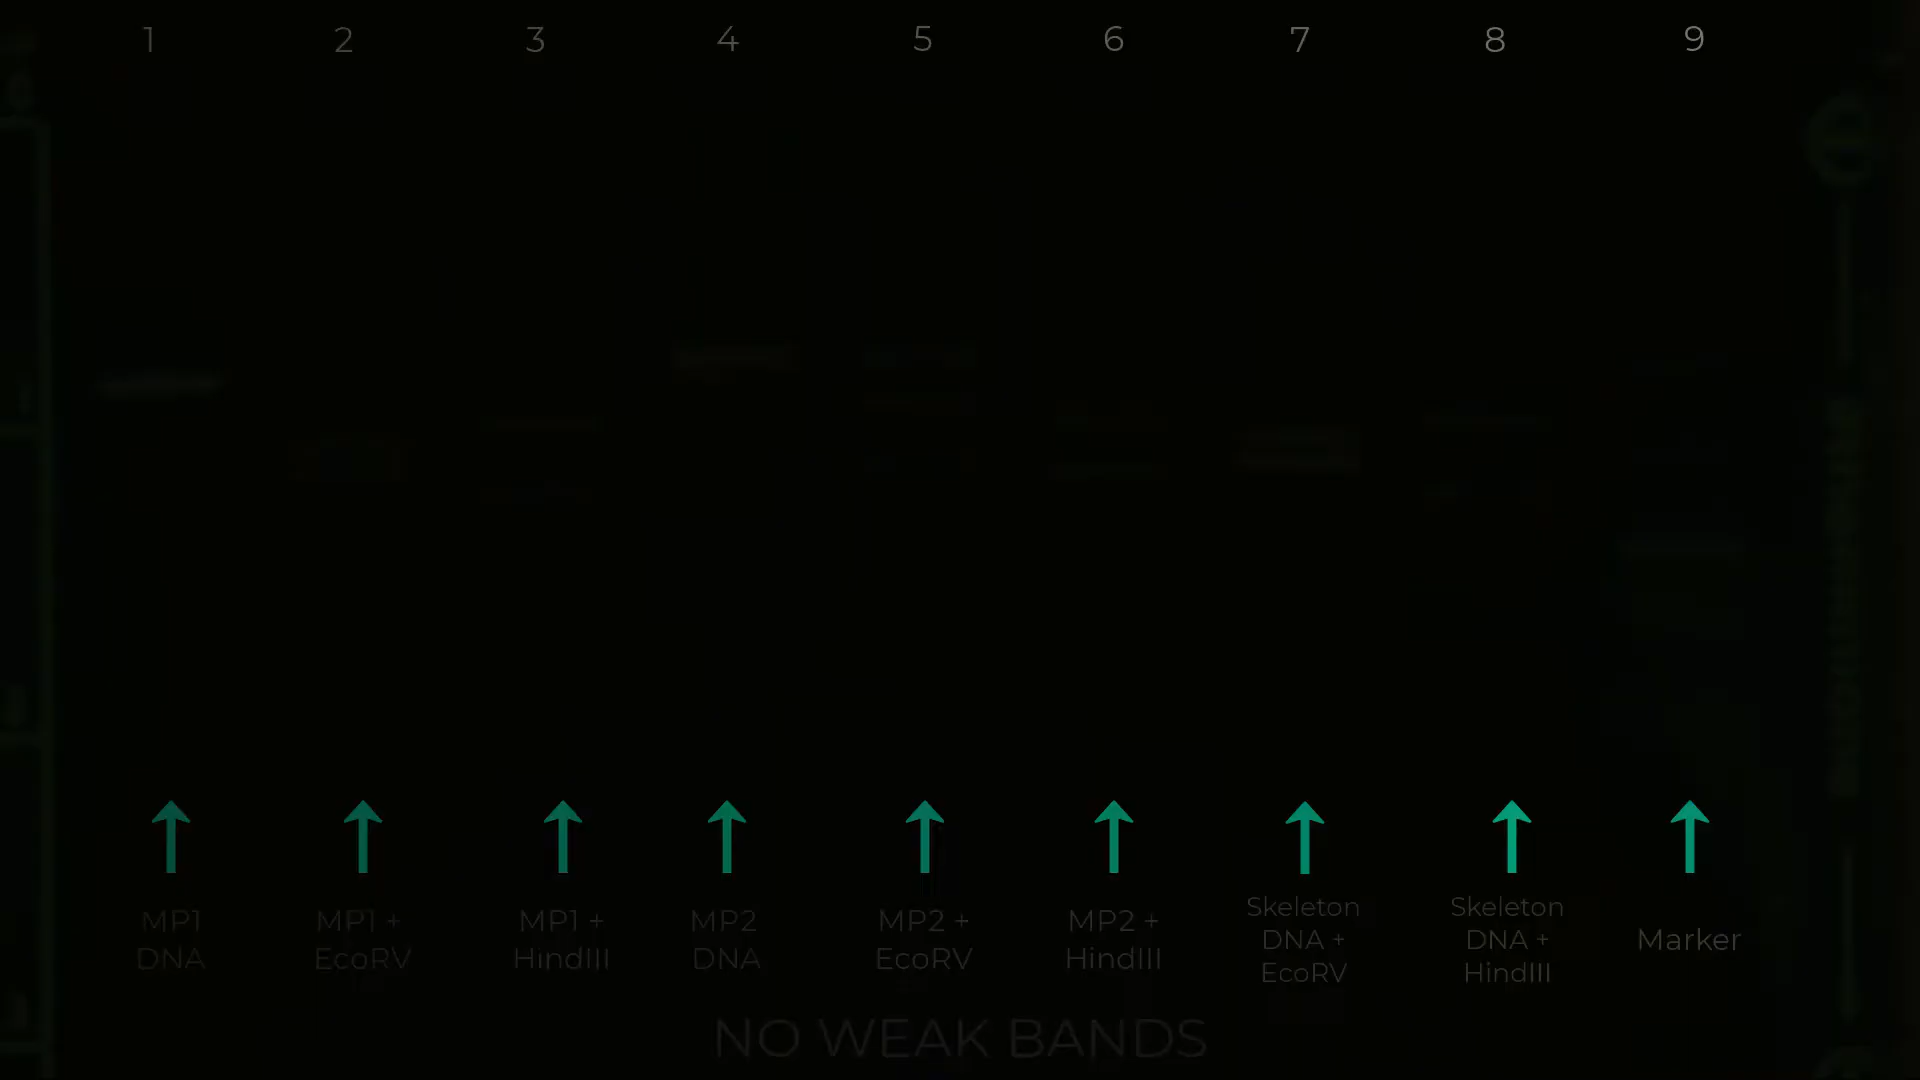 1 2 3 4 5 6 7 8 9
MP1 DNA
MP1 + EcoRV
MP1 + HindIII
MP2 DNA
MP2 + EcoRV
MP2 + HindIII
Skeleton DNA + EcoRV
Skeleton DNA + HindIII
Marker
NO WEAK BANDS